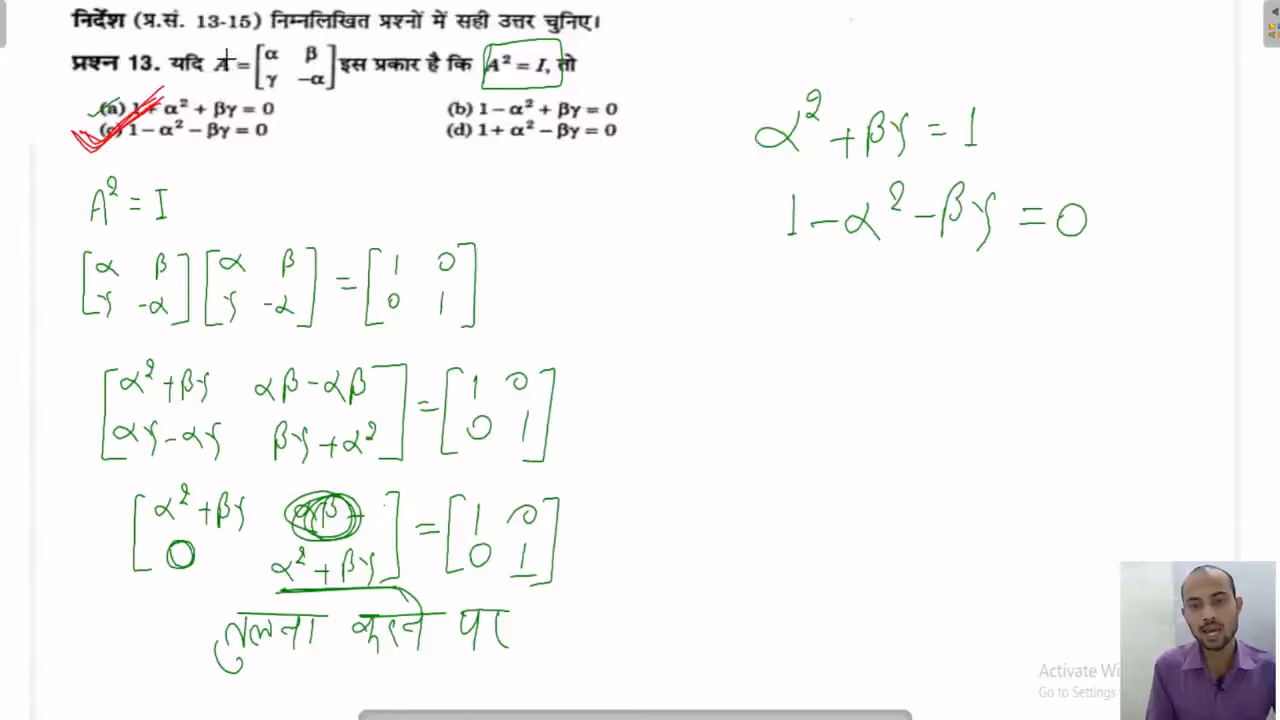 निर्देश (प्र.सं. 13-15) निम्नलिखित प्रश्नों में सही उत्तर चुनिए।
प्रश्न 13. यदि A = [α β; γ -α] इस प्रकार है कि A² = I, तो
(a) 1+ α² + βγ = 0 (b) 1- α² + βγ = 0
(c) 1- α² - βγ = 0 (d) 1+ α² - βγ = 0
A² = I
[α β; γ -α] [α β; γ -α] = [1 0; 0 1]
[α²+βγ αβ-αβ; αγ-αγ βγ+α²] = [1 0; 0 1]
[α²+βγ; 0 α²+βγ] = [1 0; 0 1]
तुलना करने पर
α² + βγ = 1
1 - α² - βγ = 0
Activate Wi
Go to Settings